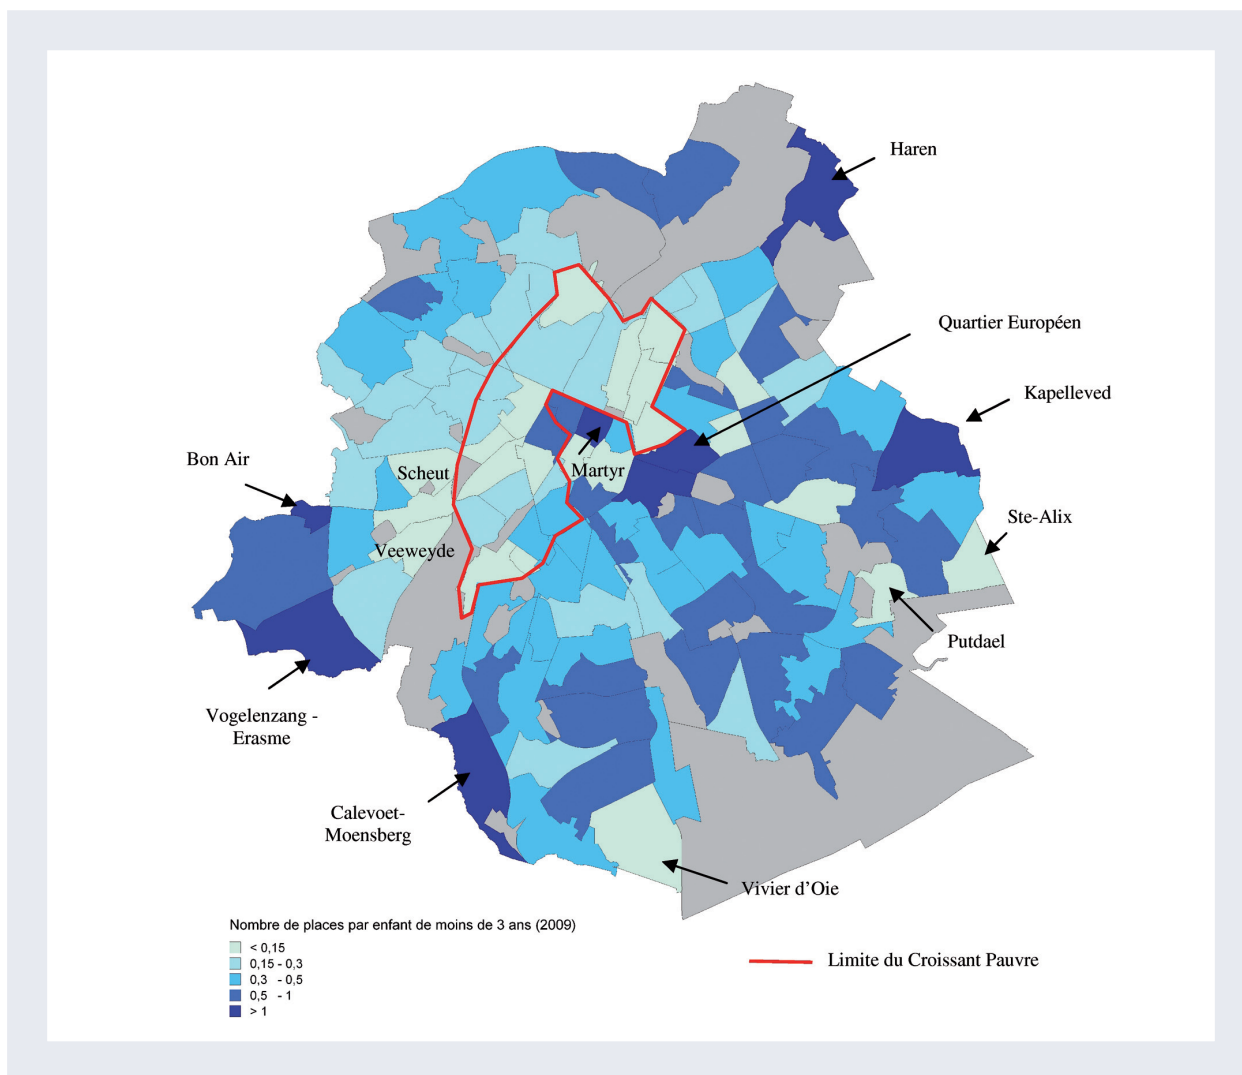 Haren
Quartier Européen
Kapelleved
Bon Air
Scheut
Martyr
Ste-Alix
Veeweyde
Putdael
Vogelenzang -
Erasme
Calevoet-
Moensberg
Vivier d'Oie
Nombre de places par enfant de moins de 3 ans (2009)
< 0,15
0,15 - 0,3
0,3 - 0,5
0,5 - 1
> 1
Limite du Croissant Pauvre